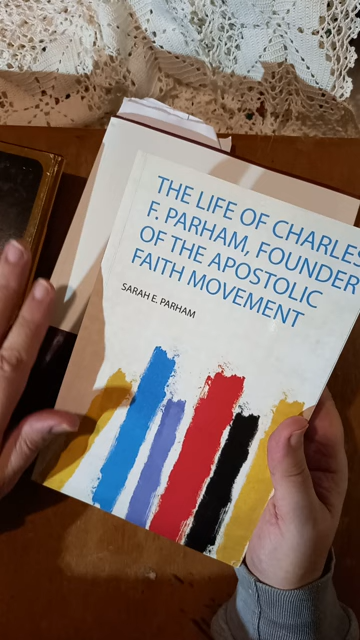 THE LIFE OF CHARLES
F. PARHAM, FOUNDER
OF THE APOSTOLIC
FAITH MOVEMENT
SARAH E. PARHAM